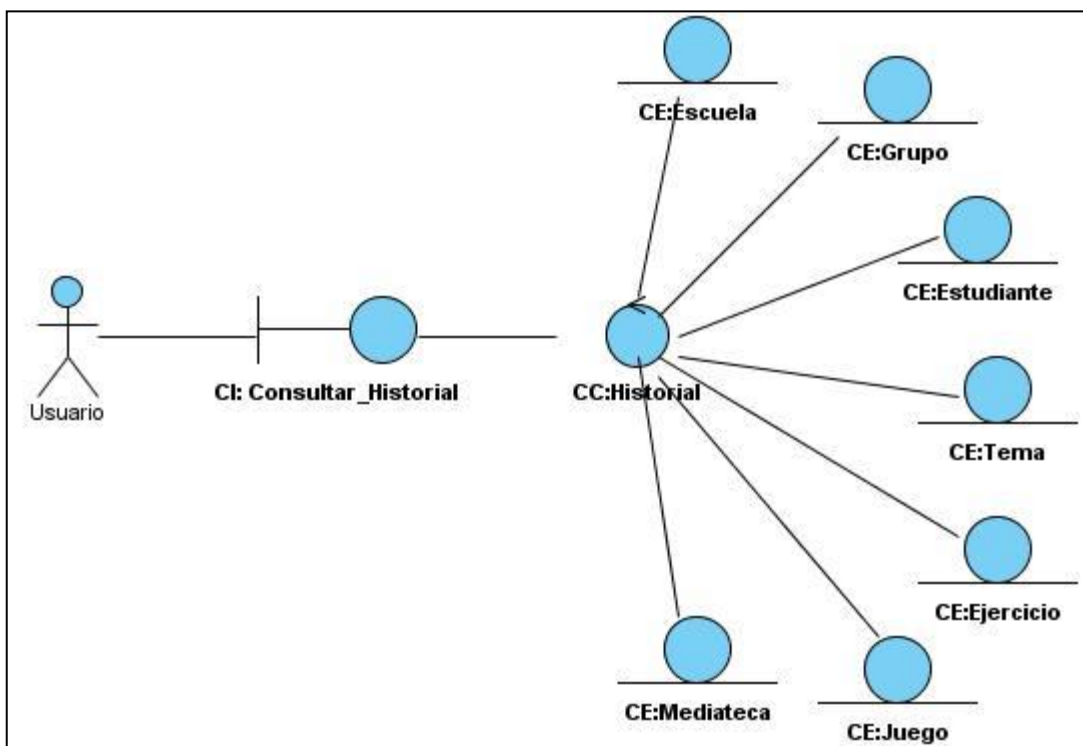 CE:Escuela
CE:Grupo
CE:Estudiante
Usuario
CI: Consultar_Historial
CC:Historial
CE:Tema
CE:Ejercicio
CE:Mediateca
CE:Juego